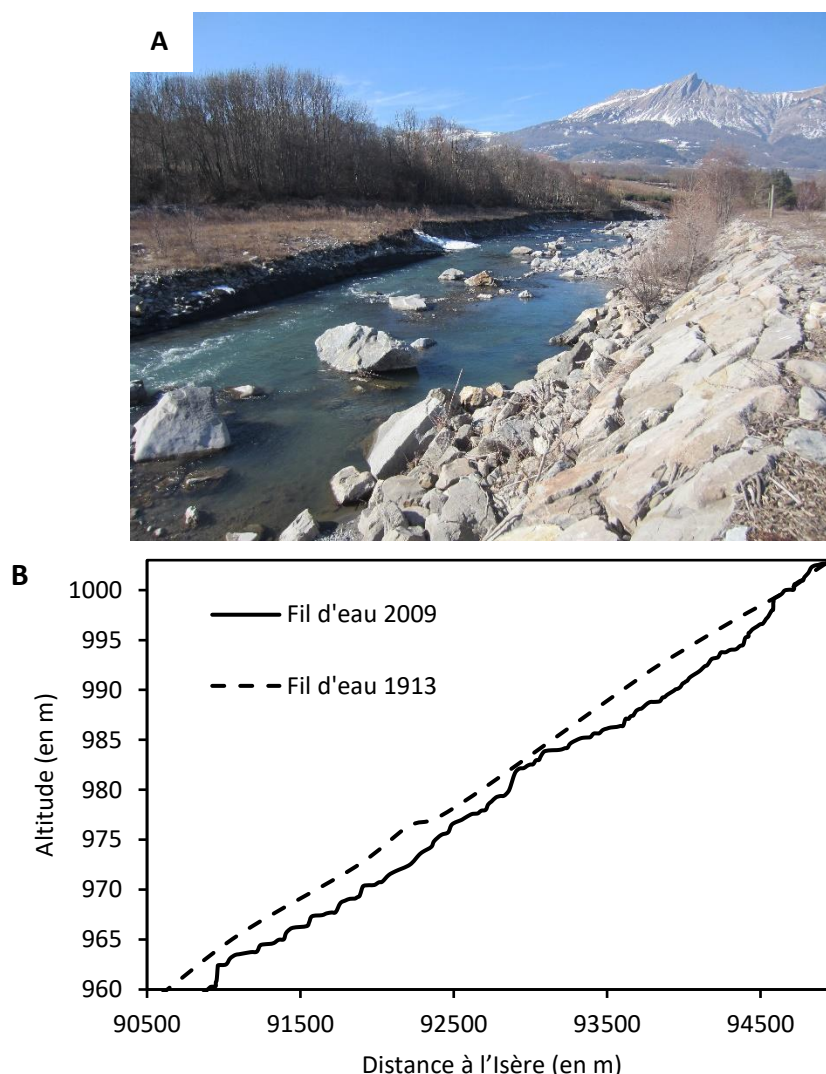 A
B
Fil d'eau 2009
Fil d'eau 1913
Altitude (en m)
1000
995
990
985
980
975
970
965
960
90500 91500 92500 93500 94500
Distance à l’Isère (en m)